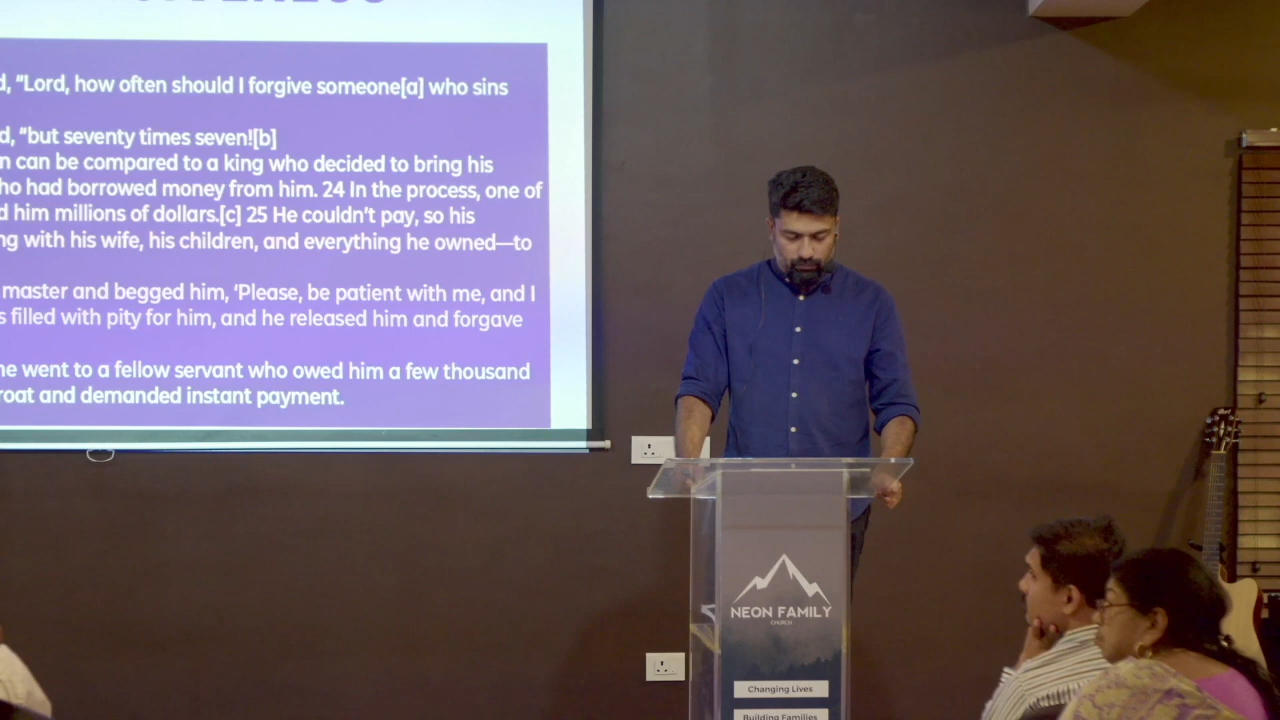 d, “Lord, how often should I forgive someone[a] who sins
d, “but seventy times seven![b]
n can be compared to a king who decided to bring his
ho had borrowed money from him. 24 In the process, one of
d him millions of dollars.[c] 25 He couldn’t pay, so his
ng with his wife, his children, and everything he owned—to
master and begged him, ‘Please, be patient with me, and I
s filled with pity for him, and he released him and forgave
he went to a fellow servant who owed him a few thousand
roat and demanded instant payment.
NEON FAMILY
CHURCH
Changing Lives
Building Families